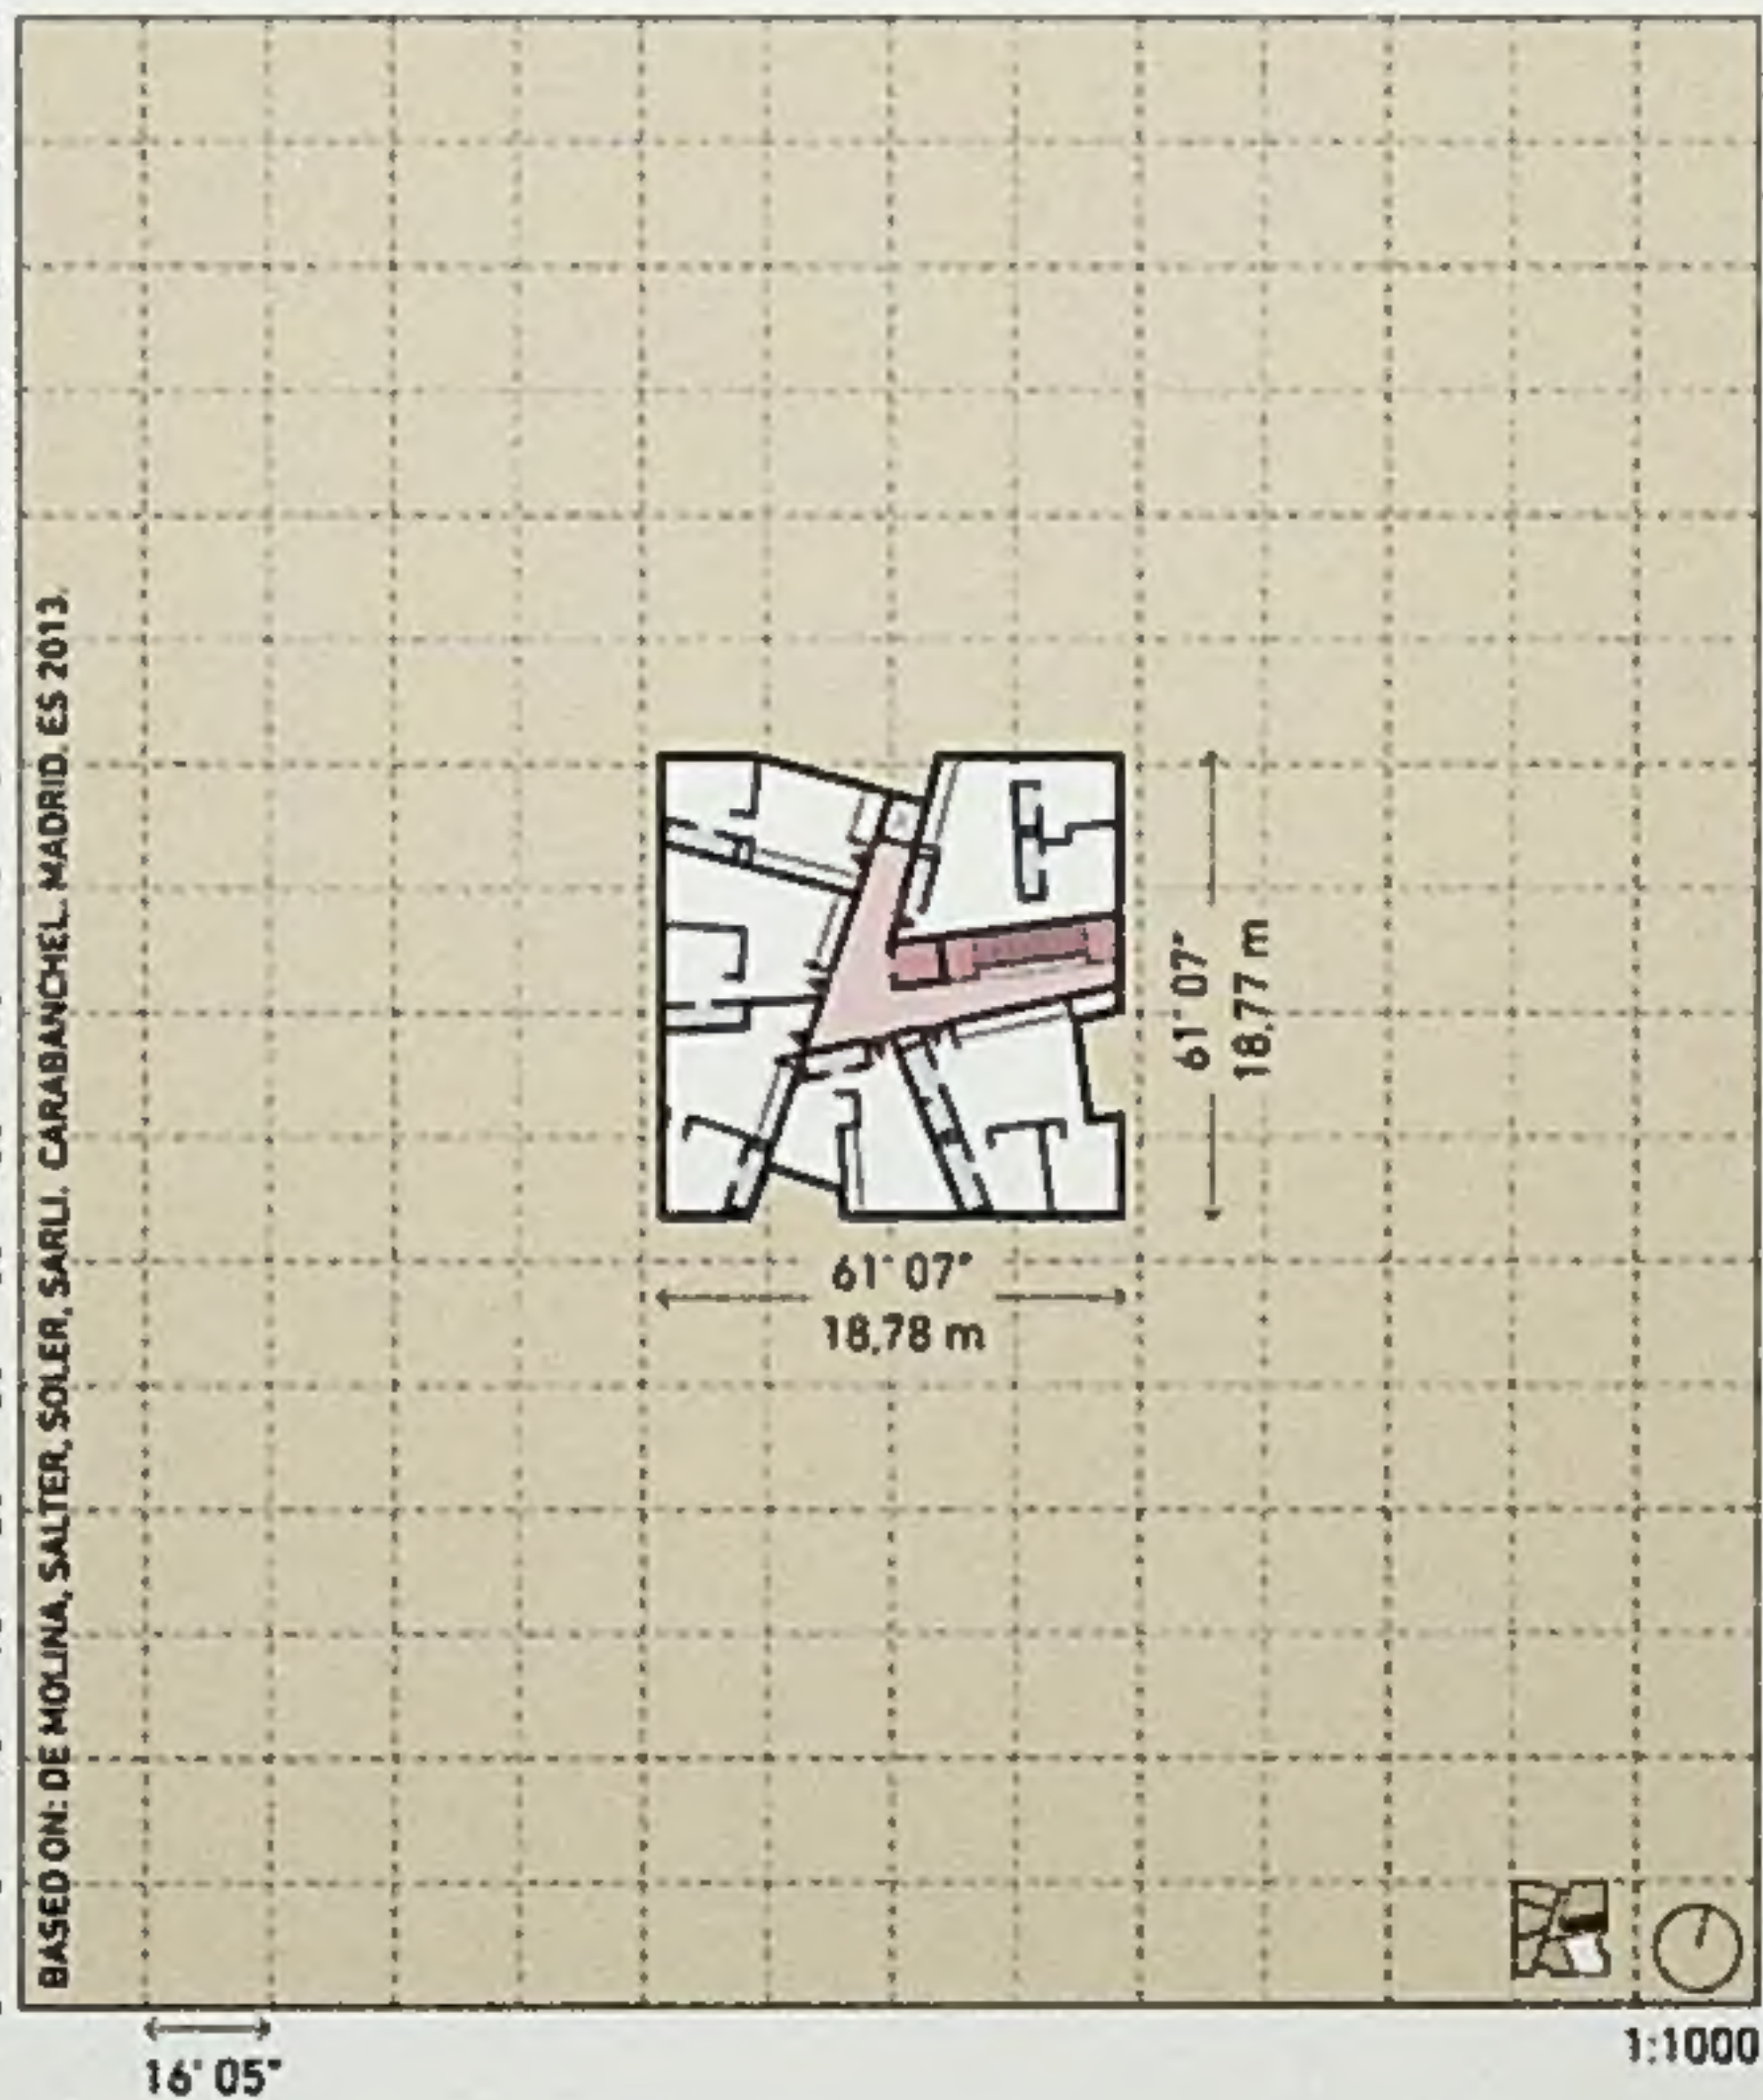 BASED ON: DE MOLINA, SALTER, SOLER, SARLI. CARABANCHEL. MADRID. ES 2013.
61' 07"
18,77 m
61' 07"
18,78 m
16' 05"
1:1000